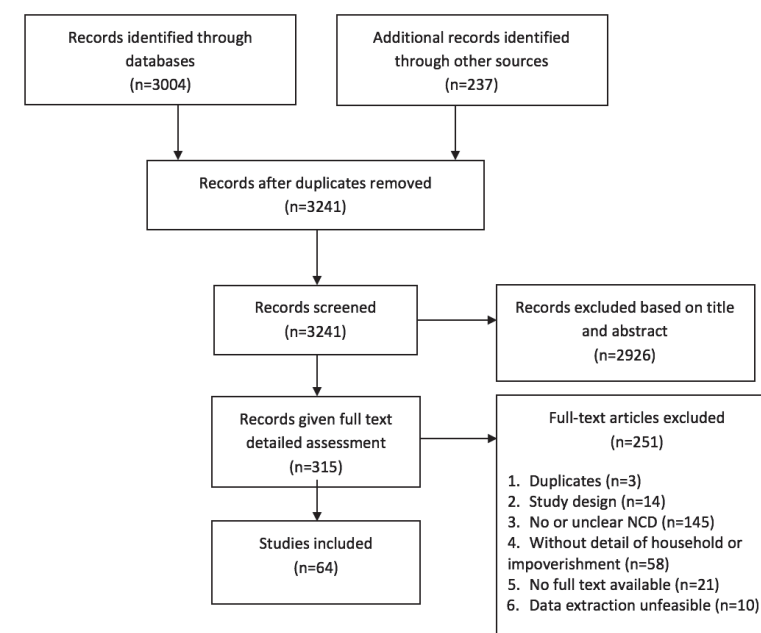 Records identified through
databases
(n=3004)
Additional records identified
through other sources
(n=237)
Records after duplicates removed
(n=3241)
Records screened
(n=3241)
Records excluded based on title
and abstract
(n=2926)
Records given full text
detailed assessment
(n=315)
Full-text articles excluded
(n=251)
1. Duplicates (n=3)
2. Study design (n=14)
3. No or unclear NCD (n=145)
4. Without detail of household or
impoverishment (n=58)
5. No full text available (n=21)
6. Data extraction unfeasible (n=10)
Studies included
(n=64)